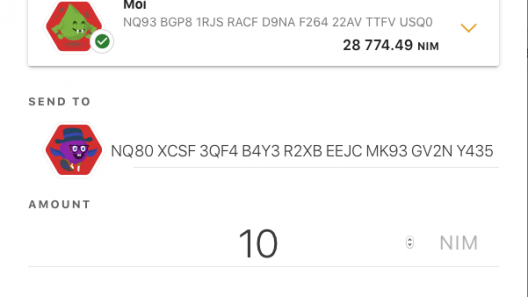 Moi
NQ93 BGP8 1RJS RACF D9NA F264 22AV TTFV USQ0
28 774.49 NIM
SEND TO
NQ80 XCSF 3QF4 B4Y3 R2XB EEJC MK93 GV2N Y435
AMOUNT
10 NIM